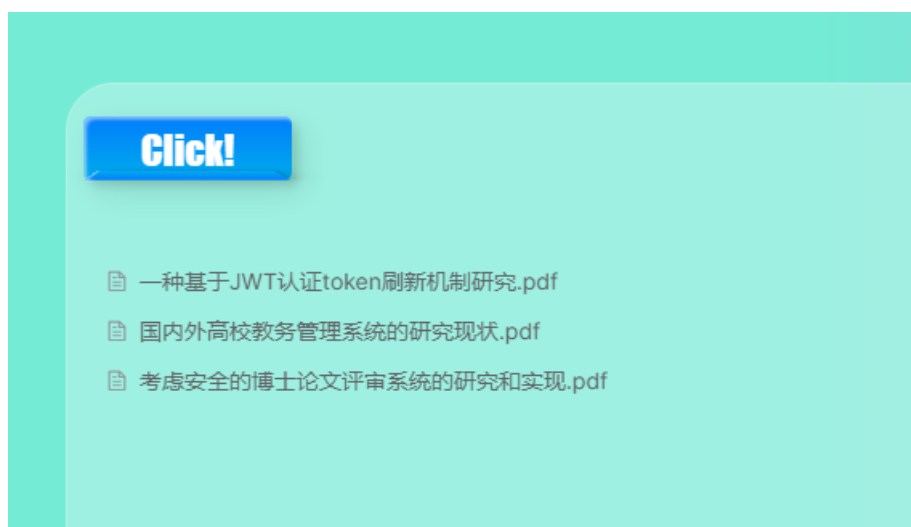 Click!
一种基于JWT认证token刷新机制研究.pdf
国内外高校教务管理系统的研究现状.pdf
考虑安全的博士论文评审系统的研究和实现.pdf